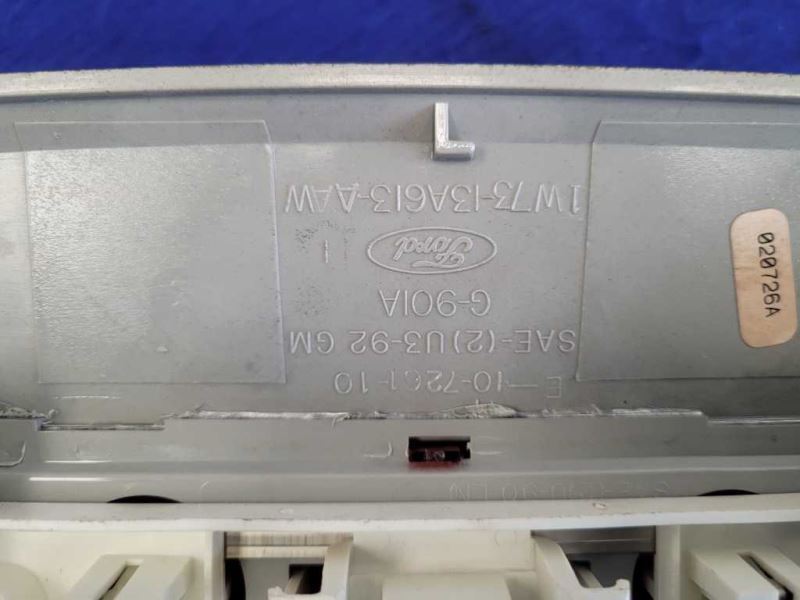 E-10-7261-10
SAE-(2)U3-92 GM
G-901A
Ford
1W73-13A613-AAW
L
020726A